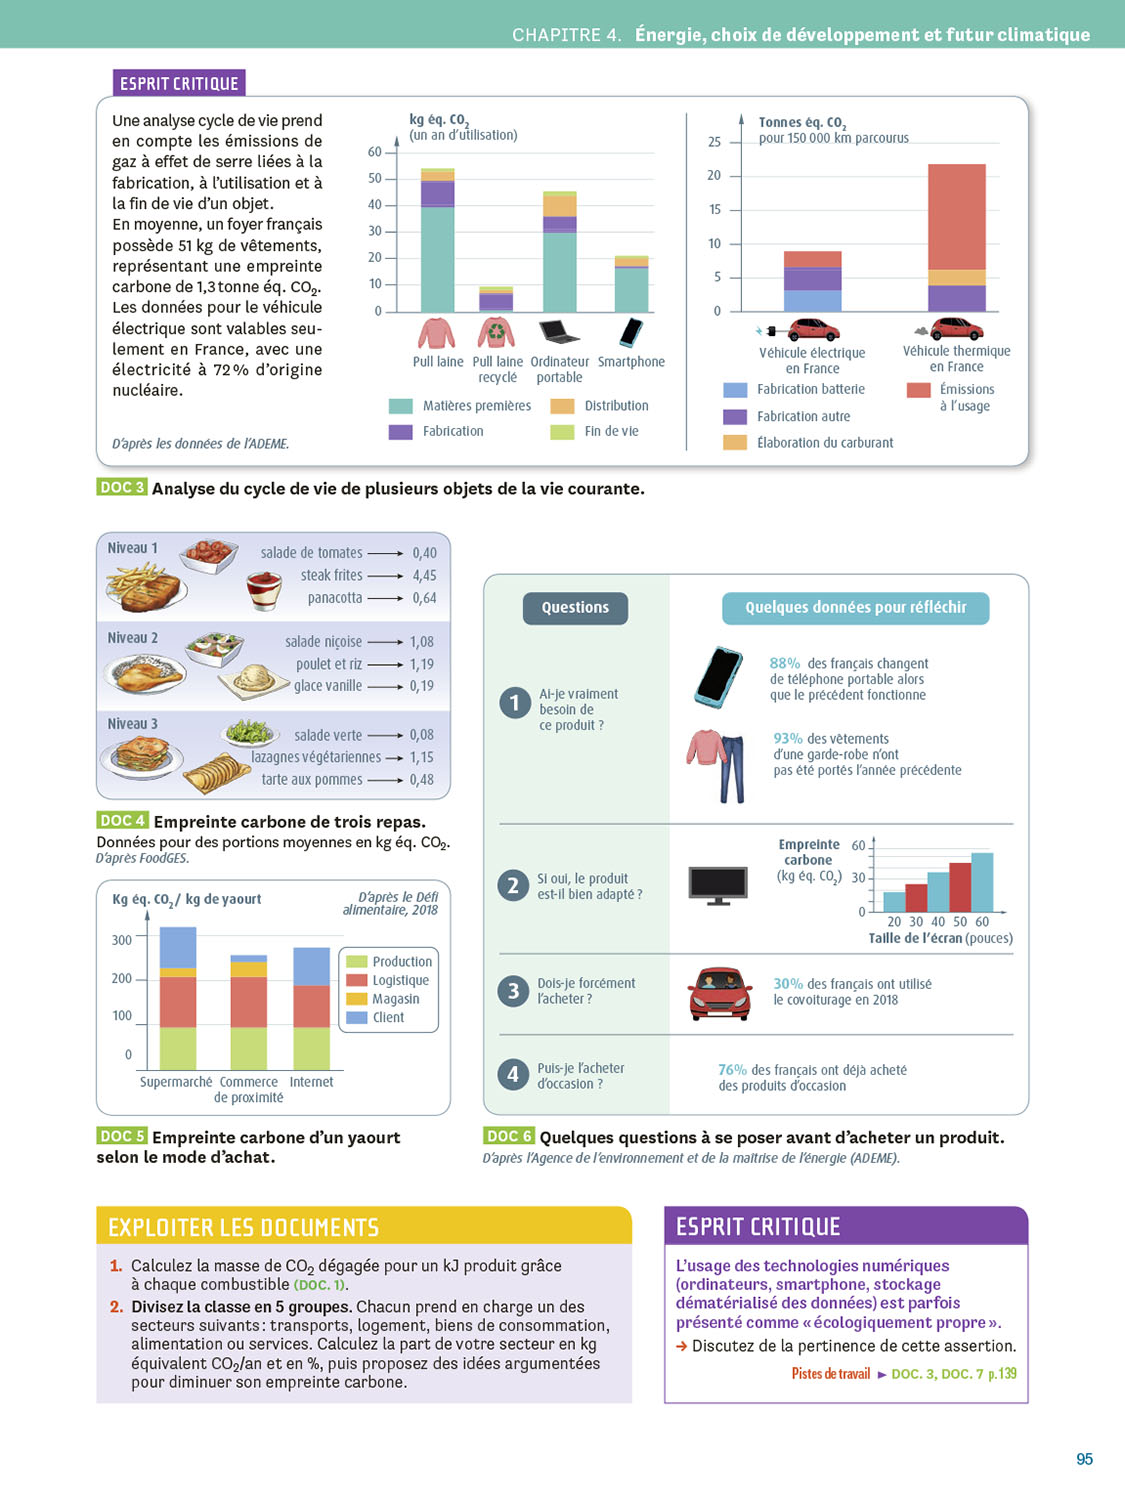 CHAPITRE 4. Énergie, choix de développement et futur climatique
ESPRIT CRITIQUE
Une analyse cycle de vie prend
en compte les émissions de
gaz à effet de serre liées à la
fabrication, à l'utilisation et à
la fin de vie d'un objet.
En moyenne, un foyer français
possède 51 kg de vêtements,
représentant une empreinte
carbone de 1,3 tonne éq. CO₂.
Les données pour le véhicule
électrique sont valables seu-
lement en France, avec une
électricité à 72 % d'origine
nucléaire.
D'après les données de l'ADEME.
kg éq. CO₂
(un an d'utilisation)
60
50
40
30
20
10
0
Pull laine
Pull laine
recyclé
Ordinateur
portable
Smartphone
Matières premières
Distribution
Fabrication
Fin de vie
Tonnes éq. CO₂
pour 150 000 km parcourus
25
20
15
10
5
0
Véhicule électrique
en France
Véhicule thermique
en France
Fabrication batterie
Émissions
à l'usage
Fabrication autre
Élaboration du carburant
DOC 3 Analyse du cycle de vie de plusieurs objets de la vie courante.
Niveau 1
salade de tomates 0,40
steak frites 4,45
panacotta 0,64
Niveau 2
salade niçoise 1,08
poulet et riz 1,19
glace vanille 0,19
Niveau 3
salade verte 0,08
lazagnes végétariennes 1,15
tarte aux pommes 0,48
DOC 4 Empreinte carbone de trois repas.
Données pour des portions moyennes en kg éq. CO₂.
D'après FoodGES.
Kg éq. CO₂ / kg de yaourt
D'après le Défi
alimentaire, 2018
300
200
100
0
Production
Logistique
Magasin
Client
Supermarché
Commerce
de proximité
Internet
DOC 5 Empreinte carbone d'un yaourt
selon le mode d'achat.
Questions
Quelques données pour réfléchir
1
Ai-je vraiment
besoin de
ce produit ?
88% des français changent
de téléphone portable alors
que le précédent fonctionne
93% des vêtements
d'une garde-robe n'ont
pas été portés l'année précédente
2
Si oui, le produit
est-il bien adapté ?
Empreinte
carbone
(kg éq. CO₂)
60
30
0
20 30 40 50 60
Taille de l'écran (pouces)
3
Dois-je forcément
l'acheter ?
30% des français ont utilisé
le covoiturage en 2018
4
Puis-je l'acheter
d'occasion ?
76% des français ont déjà acheté
des produits d'occasion
DOC 6 Quelques questions à se poser avant d'acheter un produit.
D'après l'Agence de l'environnement et de la maîtrise de l'énergie (ADEME).
EXPLOITER LES DOCUMENTS
1. Calculez la masse de CO₂ dégagée pour un kJ produit grâce
à chaque combustible (DOC. 1).
2. Divisez la classe en 5 groupes. Chacun prend en charge un des
secteurs suivants : transports, logement, biens de consommation,
alimentation ou services. Calculez la part de votre secteur en kg
équivalent CO₂/an et en %, puis proposez des idées argumentées
pour diminuer son empreinte carbone.
ESPRIT CRITIQUE
L'usage des technologies numériques
(ordinateurs, smartphone, stockage
dématérialisé des données) est parfois
présenté comme « écologiquement propre ».
→ Discutez de la pertinence de cette assertion.
Pistes de travail ► DOC. 3, DOC. 7 p.139
95